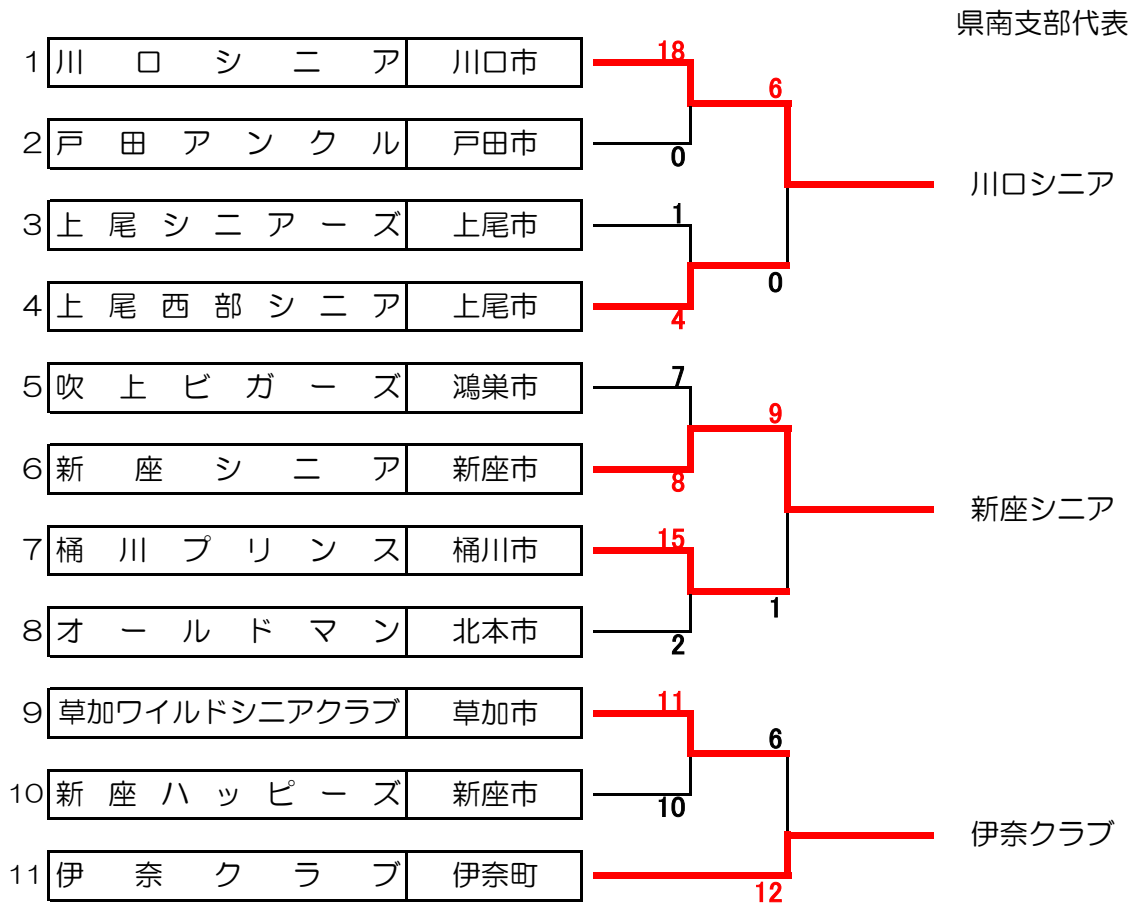 県南支部代表
1 川口シニア 川口市
18
6
2 戸田アンクル 戸田市
0
川口シニア
3 上尾シニアーズ 上尾市
1
0
4 上尾西部シニア 上尾市
4
5 吹上ビガーズ 鴻巣市
7
9
6 新座シニア 新座市
8
新座シニア
7 桶川プリンス 桶川市
15
1
8 オールドマン 北本市
2
9 草加ワイルドシニアクラブ 草加市
11
6
10 新座ハッピーズ 新座市
10
伊奈クラブ
11 伊奈クラブ 伊奈町
12